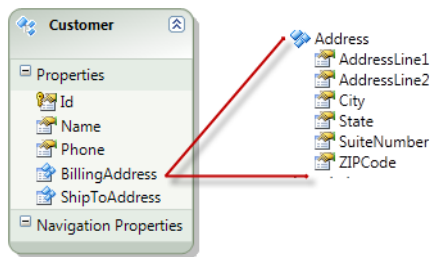 Customer
Properties
Id
Name
Phone
BillingAddress
ShipToAddress
Navigation Properties
Address
AddressLine1
AddressLine2
City
State
SuiteNumber
ZIPCode